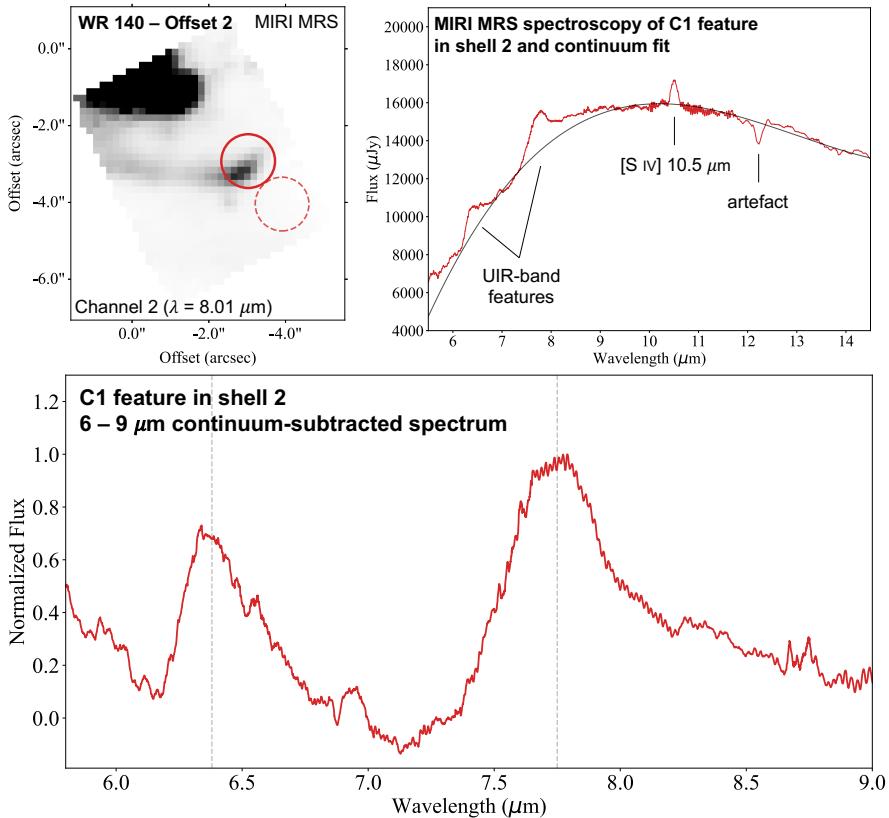 WR 140 – Offset 2
MIRI MRS
0.0"
-2.0"
-4.0"
-6.0"
Offset (arcsec)
Channel 2 (λ = 8.01 μm)
0.0"
-2.0"
-4.0"
Offset (arcsec)
MIRI MRS spectroscopy of C1 feature
in shell 2 and continuum fit
20000
18000
16000
14000
12000
10000
8000
6000
4000
Flux (μJy)
[S IV] 10.5 μm
artefact
UIR-band
features
6
7
8
9
10
11
12
13
14
Wavelength (μm)
C1 feature in shell 2
6 – 9 μm continuum-subtracted spectrum
1.2
1.0
0.8
0.6
0.4
0.2
0.0
Normalized Flux
6.0
6.5
7.0
7.5
8.0
8.5
9.0
Wavelength (μm)